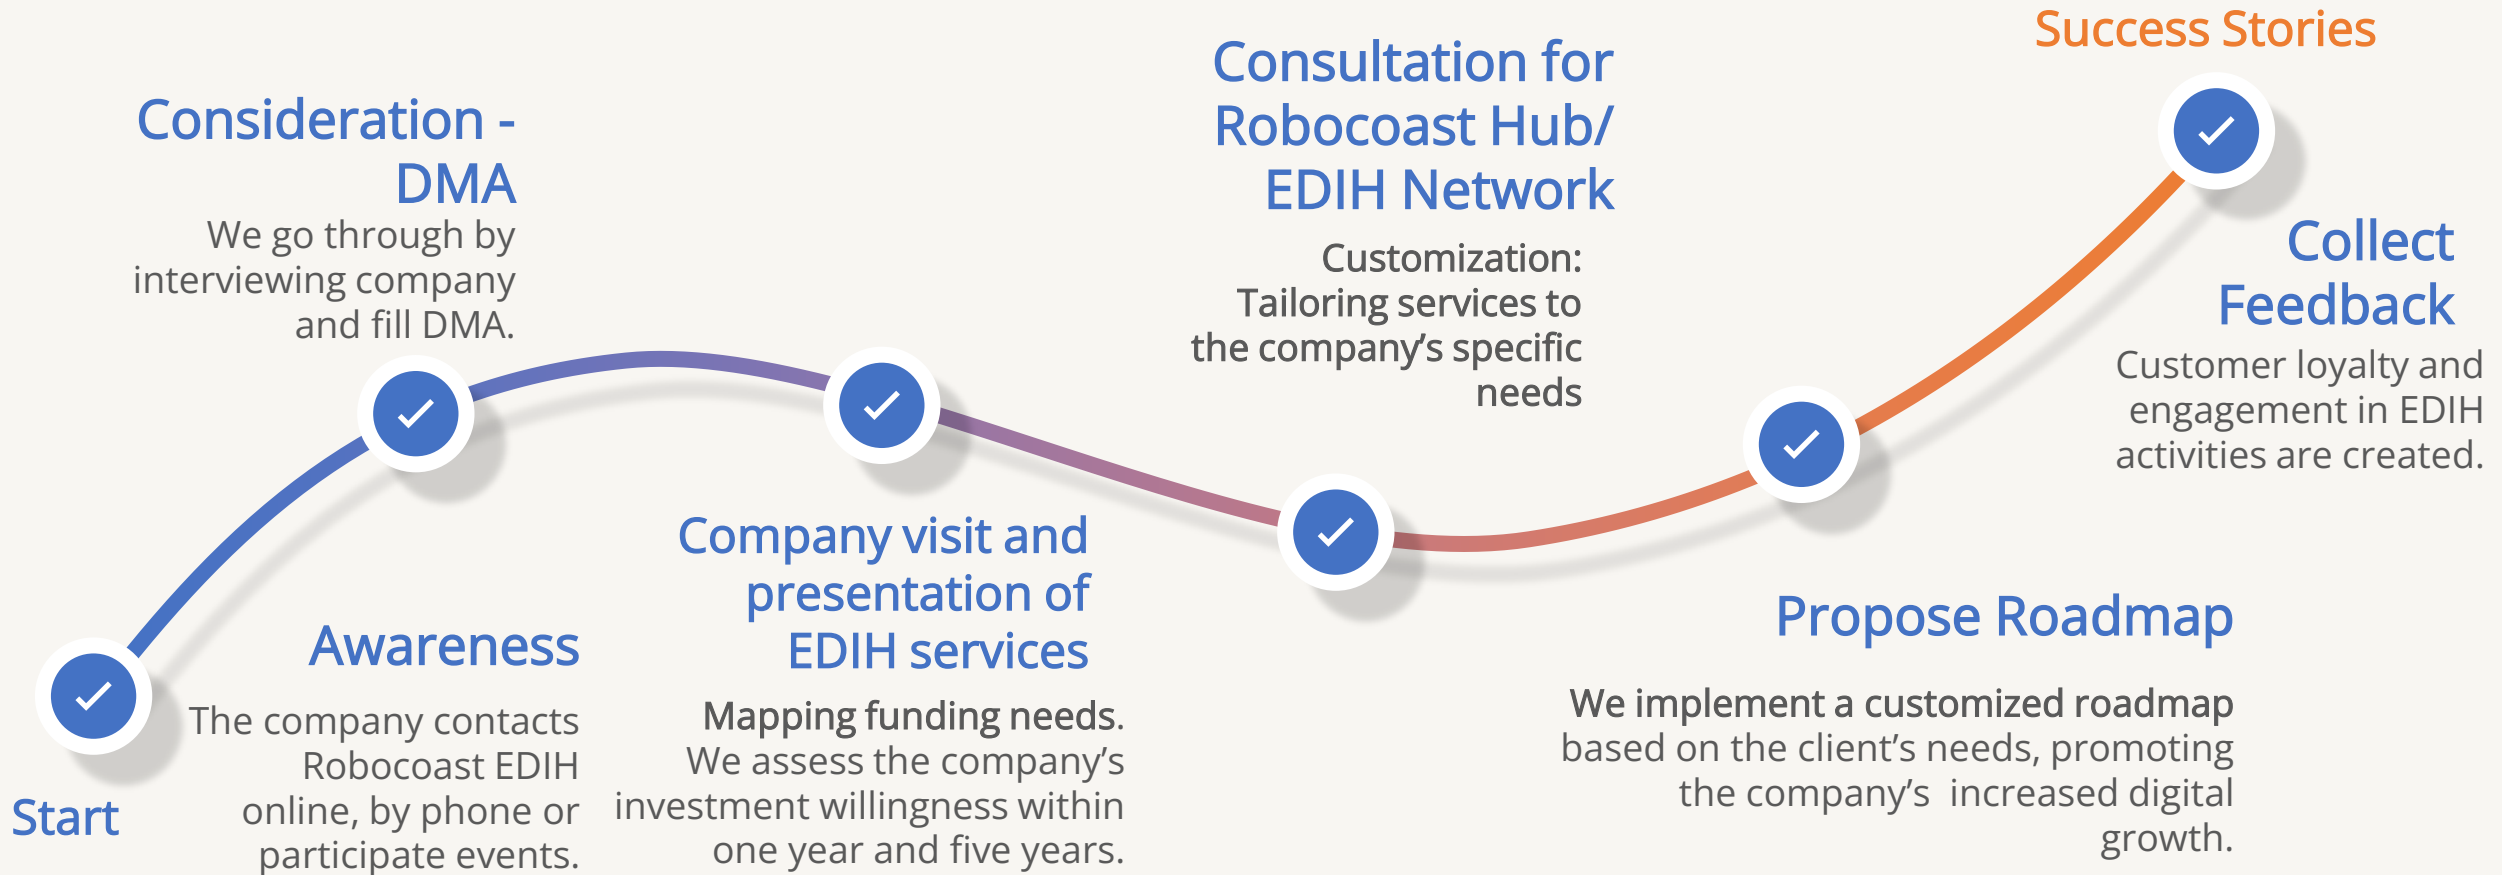 Start
Awareness
The company contacts
Robocoast EDIH
online, by phone or
participate events.
Consideration -
DMA
We go through by
interviewing company
and fill DMA.
Company visit and
presentation of
EDIH services
Mapping funding needs.
We assess the company’s
investment willingness within
one year and five years.
Consultation for
Robocoast Hub/
EDIH Network
Customization:
Tailoring services to
the company’s specific
needs
Propose Roadmap
We implement a customized roadmap
based on the client’s needs, promoting
the company’s  increased digital
growth.
Success Stories
Collect
Feedback
Customer loyalty and
engagement in EDIH
activities are created.